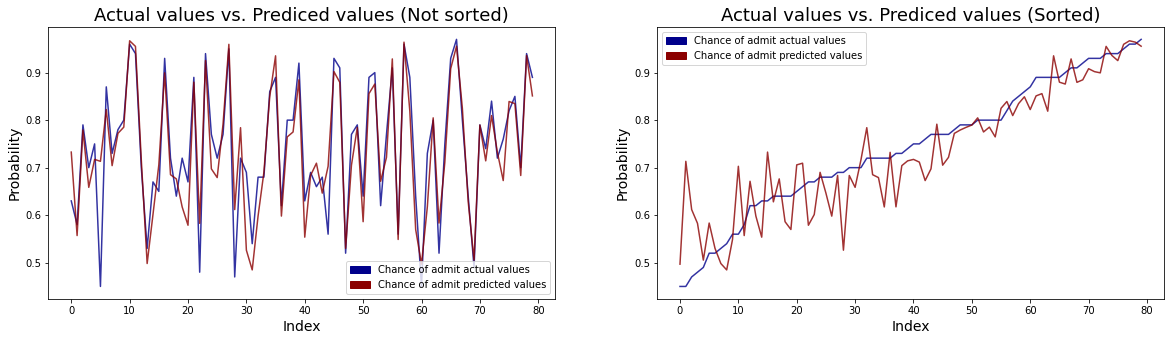 Actual values vs. Prediced values (Not sorted)
Probability
0.9
0.8
0.7
0.6
0.5
0 10 20 30 40 50 60 70 80
Index
Chance of admit actual values
Chance of admit predicted values
Actual values vs. Prediced values (Sorted)
Chance of admit actual values
Chance of admit predicted values
Probability
0.9
0.8
0.7
0.6
0.5
0 10 20 30 40 50 60 70 80
Index